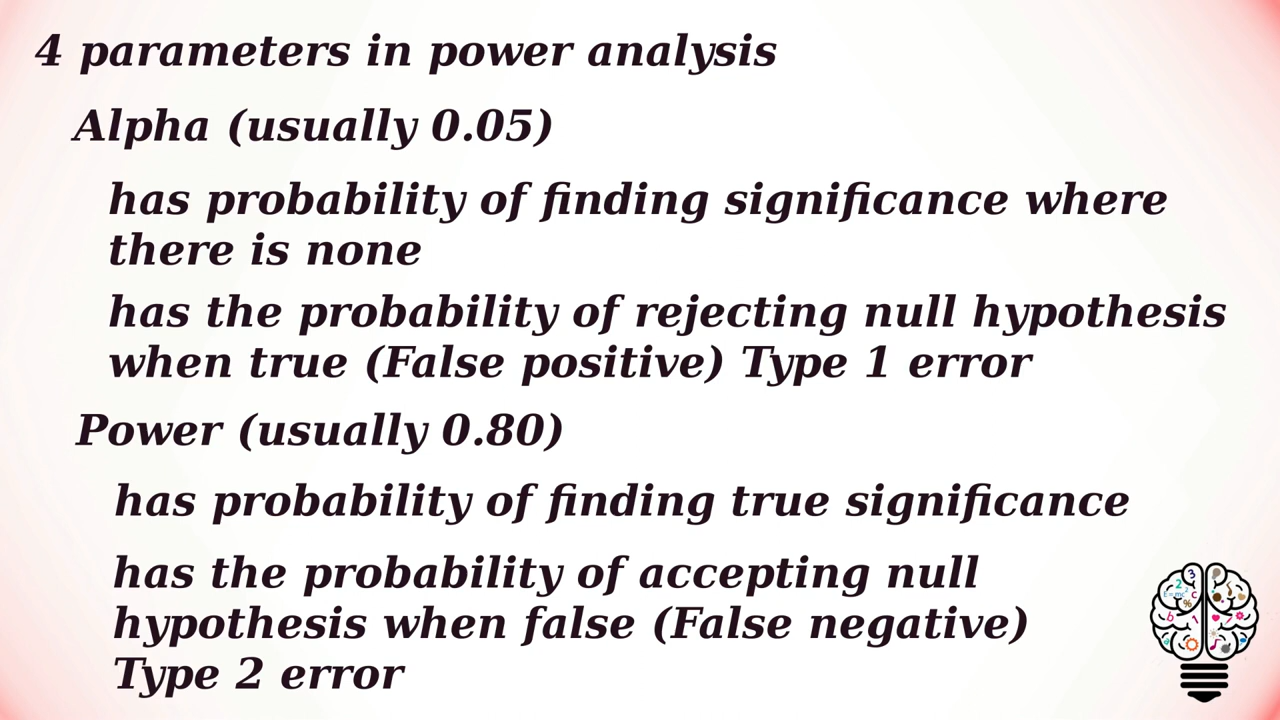 4 parameters in power analysis
Alpha (usually 0.05)
has probability of finding significance where
there is none
has the probability of rejecting null hypothesis
when true (False positive) Type 1 error
Power (usually 0.80)
has probability of finding true significance
has the probability of accepting null
hypothesis when false (False negative)
Type 2 error